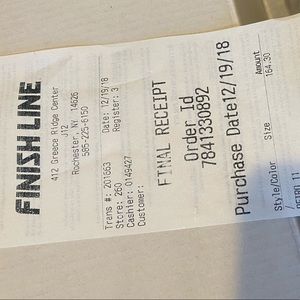 FINISH LINE
412 Greece Ridge Center
J12
Rochester, NY, 14626
585-225-6150
Trans #: 201663 Date: 12/19/18
Store: 260 Register: 3
Cashier: 0149427
Customer:
FINAL RECEIPT
Order Id
7841330892
Purchase Date12/19/18
Style/Color Size Amount
164.30